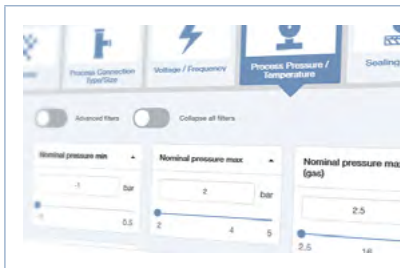 Process Connection
Type/Size
Voltage / Frequency
Process Pressure /
Temperature
Sealing
Advanced filters
Collapse all filters
Nominal pressure min
-1
bar
-1
0.5
Nominal pressure max
2
bar
2
4
5
Nominal pressure max
(gas)
2.5
2.5
16